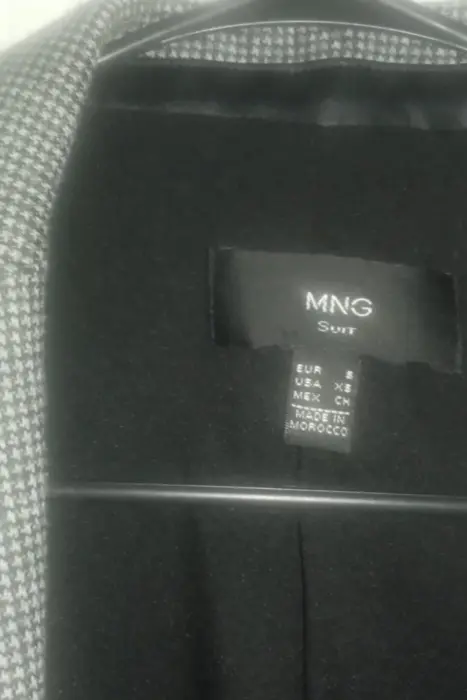 MNG
Suit
EUR S
USA XS
MEX CH
MADE IN
MOROCCO